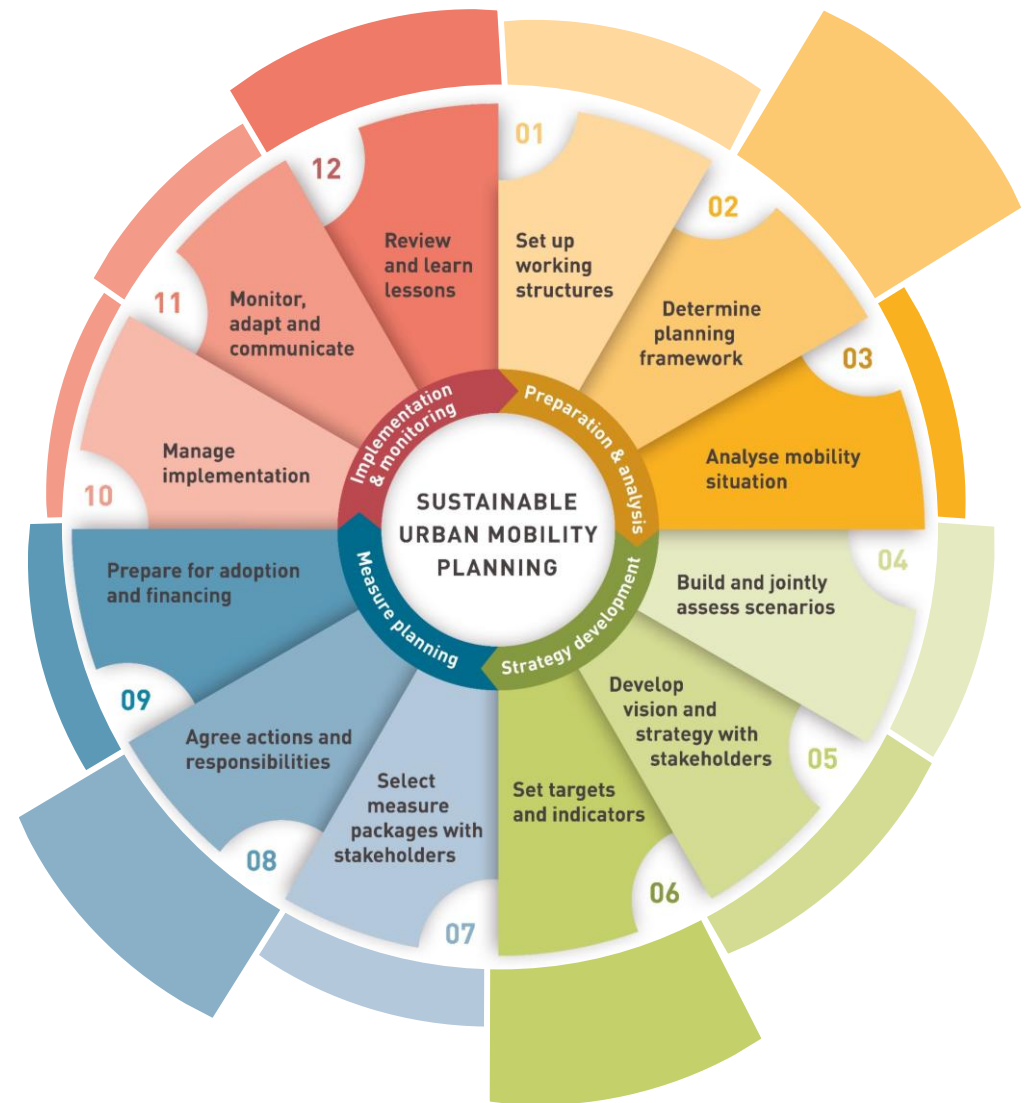 SUSTAINABLE
URBAN MOBILITY
PLANNING
Preparation & analysis
Strategy development
Measure planning
Implementation
& monitoring
01
Set up
working
structures
02
Determine
planning
framework
03
Analyse mobility
situation
04
Build and jointly
assess scenarios
05
Develop
vision and
strategy with
stakeholders
06
Set targets
and indicators
07
Select
measure
packages with
stakeholders
08
Agree actions and
responsibilities
09
Prepare for adoption
and financing
10
Manage
implementation
11
Monitor,
adapt and
communicate
12
Review
and learn
lessons